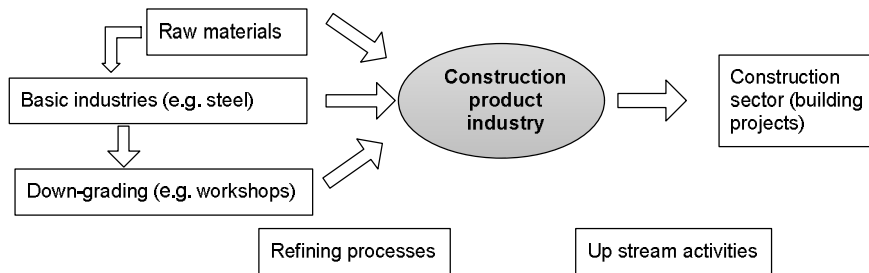 Raw materials
Basic industries (e.g. steel)
Down-grading (e.g. workshops)
Construction
product
industry
Construction
sector (building
projects)
Refining processes
Up stream activities